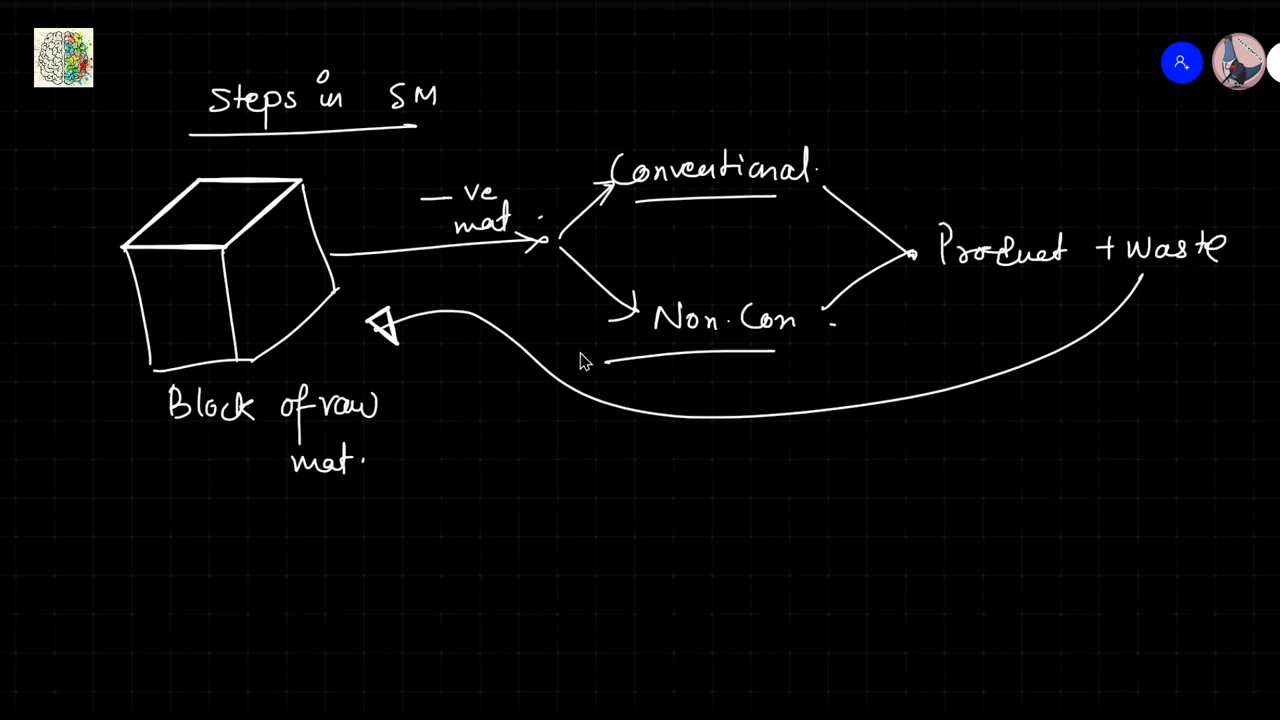 Steps in SM
Conventional.
- ve
mat.
Product + Waste
Non. Con
Block of raw
mat.